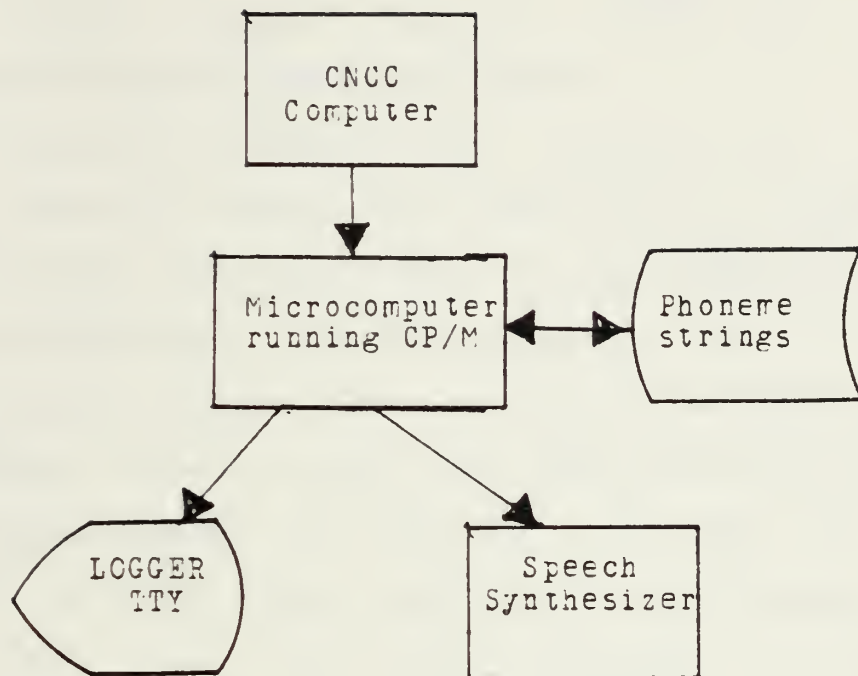 CNCC
Computer
Microcomputer
running CP/M
Phoneme
strings
LOGGER
TTY
Speech
Synthesizer